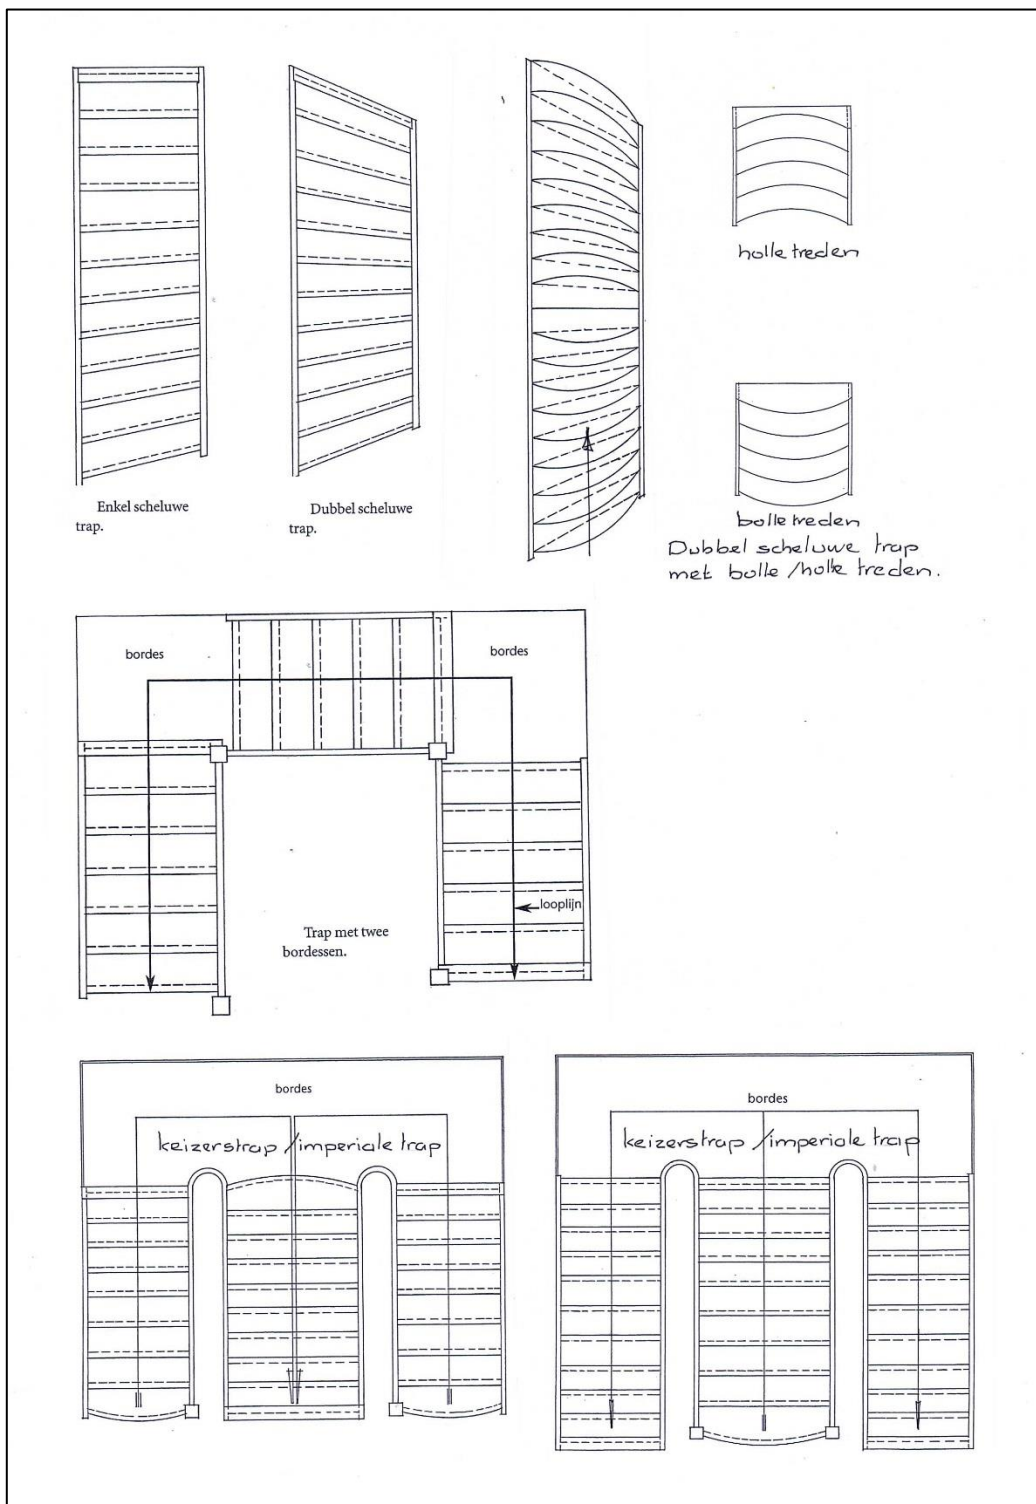 holle treden
Enkel scheluwe
trap.
Dubbel scheluwe
trap.
bolle treden
Dubbel scheluwe trap
met bolle/holle treden.
bordes
bordes
looplijn
Trap met twee
bordessen.
bordes
keizerstrap/imperiale trap
bordes
keizerstrap/imperiale trap